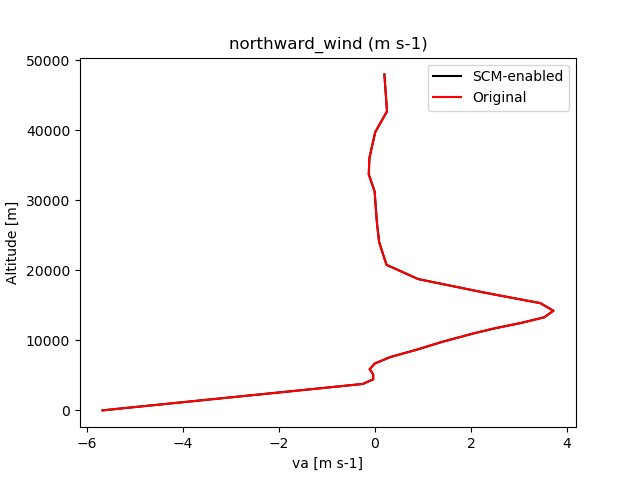 northward_wind (m s-1)
50000
SCM-enabled
Original
40000
30000
Altitude [m]
20000
10000
0
−6
−4
−2
0
2
4
va [m s-1]